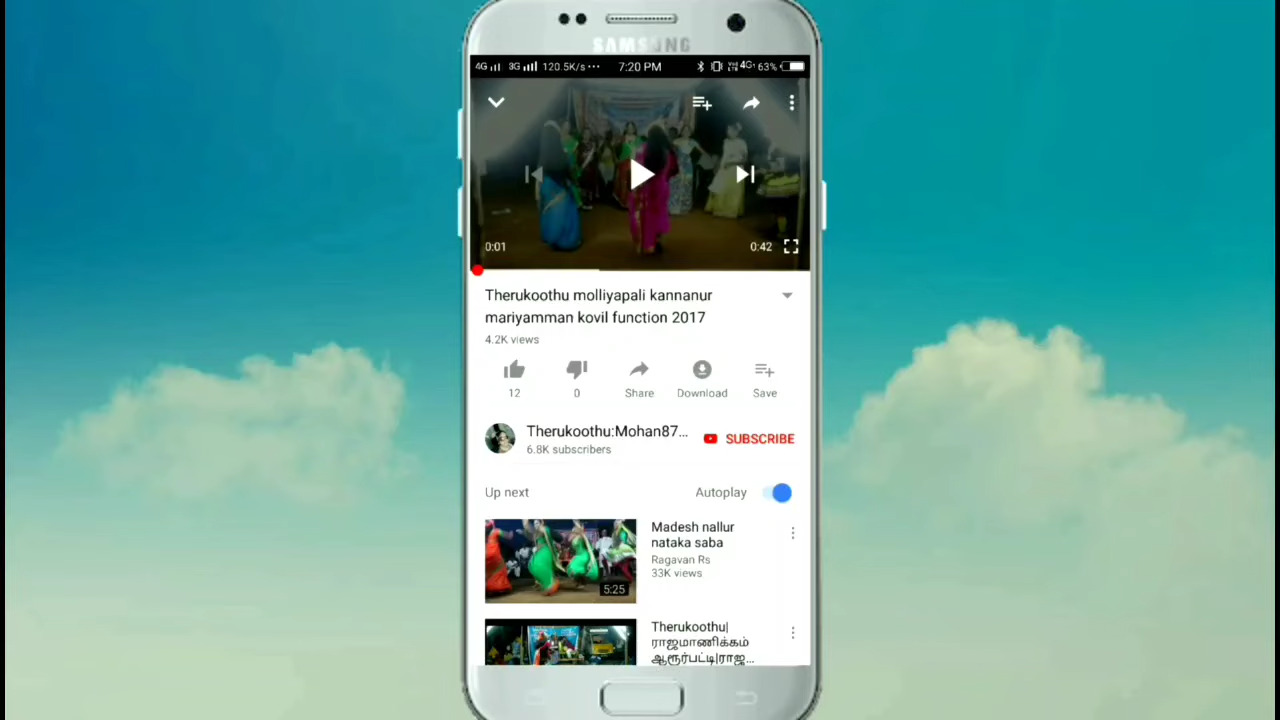 SAMSUNG
4G 3G 120.5K/s ··· 7:20 PM 4G 63%
0:01 0:42
Therukoothu molliyapali kannanur
mariyamman kovil function 2017
4.2K views
12 0 Share Download Save
Therukoothu:Mohan87...
6.8K subscribers
SUBSCRIBE
Up next Autoplay
Madesh nallur
nataka saba
Ragavan Rs
33K views
5:25
Therukoothu|
ராஜமாணிக்கம்
ஆரூர்பட்டி|ராஜ...